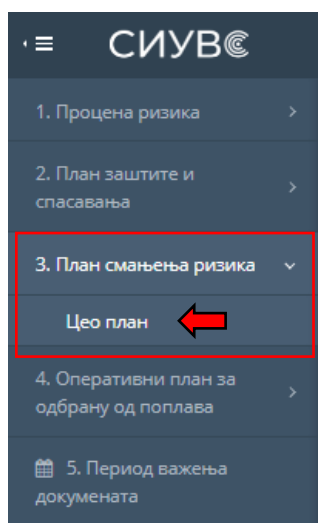 СИУВС
1. Процена ризика
2. План заштите и
спасавања
3. План смањења ризика
Цео план
4. Оперативни план за
одбрану од поплава
5. Период важења
докумената